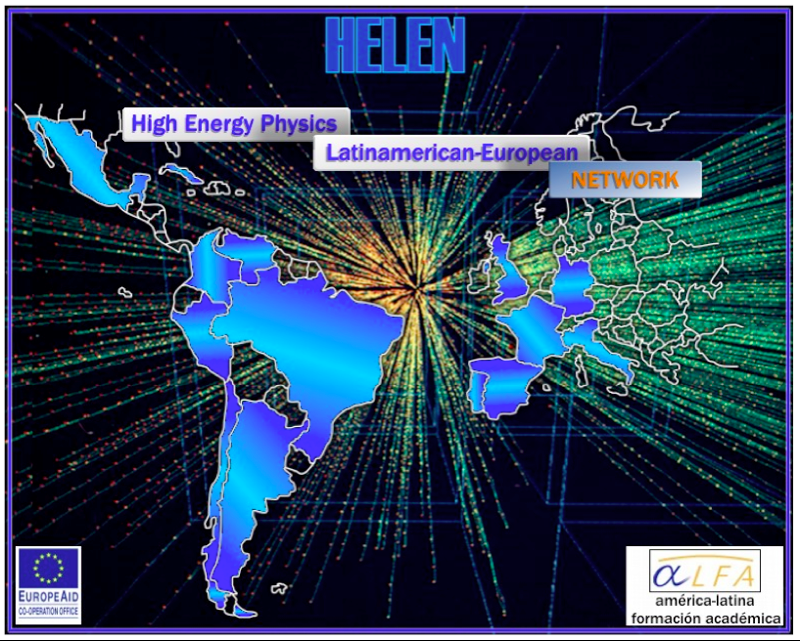 HELEN
High Energy Physics
Latinamerican-European
NETWORK
EUROPEAID
CO-OPERATION OFFICE
αLFA
américa-latina
formación académica